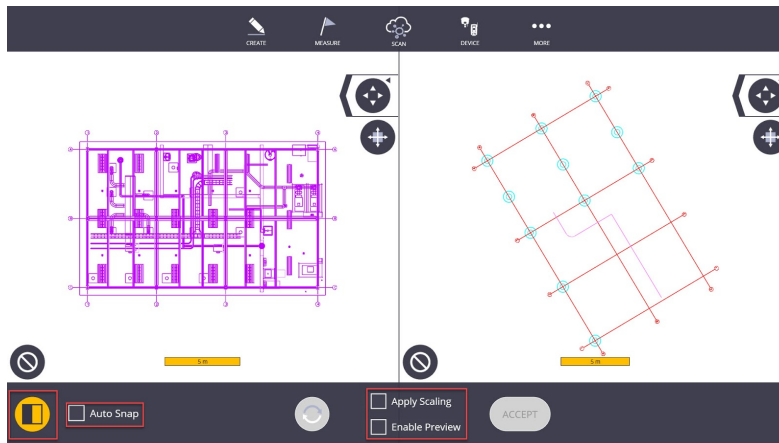 CREATE
MEASURE
SCAN
DEVICE
MORE
5 m
5 m
Auto Snap
Apply Scaling
Enable Preview
ACCEPT